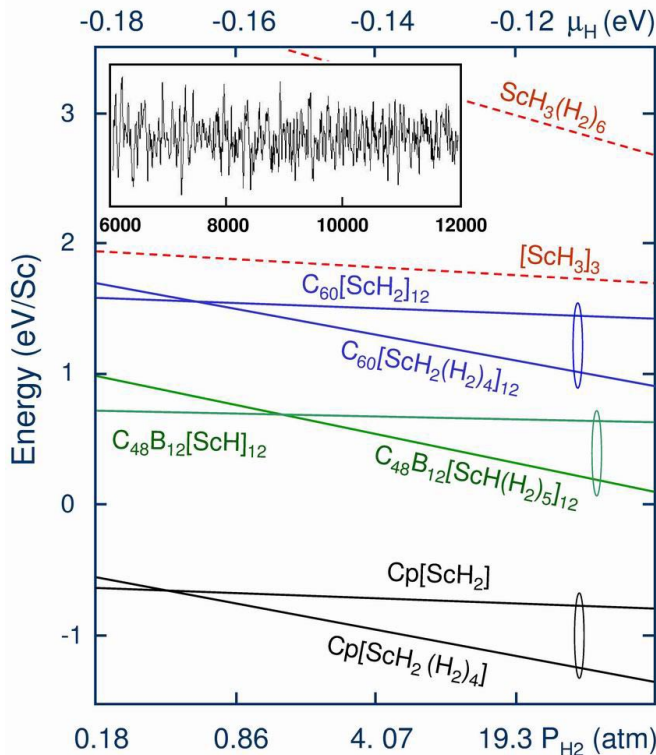 -0.18 -0.16 -0.14 -0.12 μH (eV)
ScH3(H2)6
3
6000 8000 10000 12000
2
[ScH3]3
C60[ScH2]12
C60[ScH2(H2)4]12
1
Energy (eV/Sc)
C48B12[ScH]12
C48B12[ScH(H2)5]12
0
Cp[ScH2]
-1
Cp[ScH2 (H2)4]
0.18 0.86 4. 07 19.3 PH2 (atm)